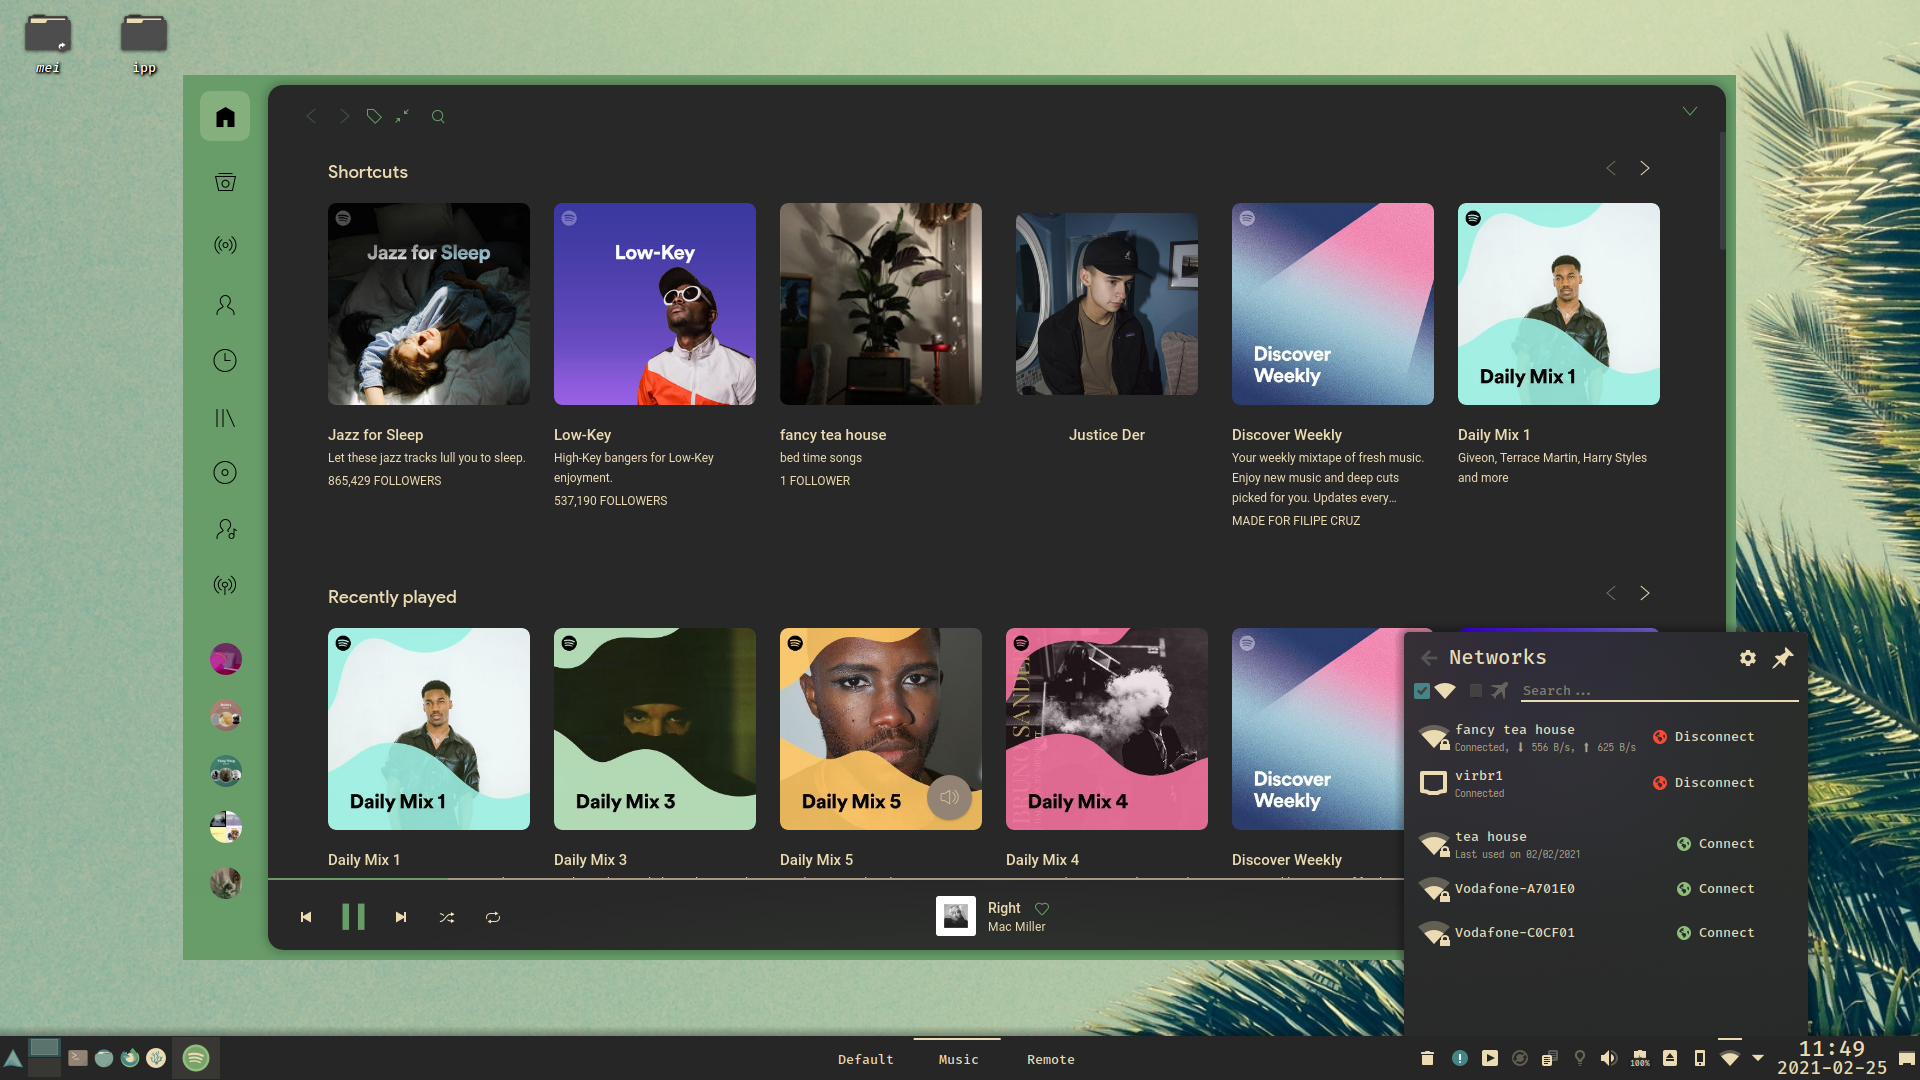 mei
ipp
Shortcuts
Jazz for Sleep
Low-Key
Discover
Weekly
Daily Mix 1
Jazz for Sleep
Let these jazz tracks lull you to sleep.
865,429 FOLLOWERS
Low-Key
High-Key bangers for Low-Key
enjoyment.
537,190 FOLLOWERS
fancy tea house
bed time songs
1 FOLLOWER
Justice Der
Discover Weekly
Your weekly mixtape of fresh music.
Enjoy new music and deep cuts
picked for you. Updates every...
MADE FOR FILIPE CRUZ
Daily Mix 1
Giveon, Terrace Martin, Harry Styles
and more
Recently played
Daily Mix 1
Daily Mix 3
Daily Mix 5
Daily Mix 4
Discover
Weekly
Daily Mix 1
Daily Mix 3
Daily Mix 5
Daily Mix 4
Discover Weekly
Right
Mac Miller
Networks
Search...
fancy tea house
Connected, ⬇ 556 B/s, ⬆ 625 B/s
Disconnect
virbr1
Connected
Disconnect
tea house
Last used on 02/02/2021
Connect
Vodafone-A701E0
Connect
Vodafone-C0CF01
Connect
Default
Music
Remote
100%
11:49
2021-02-25